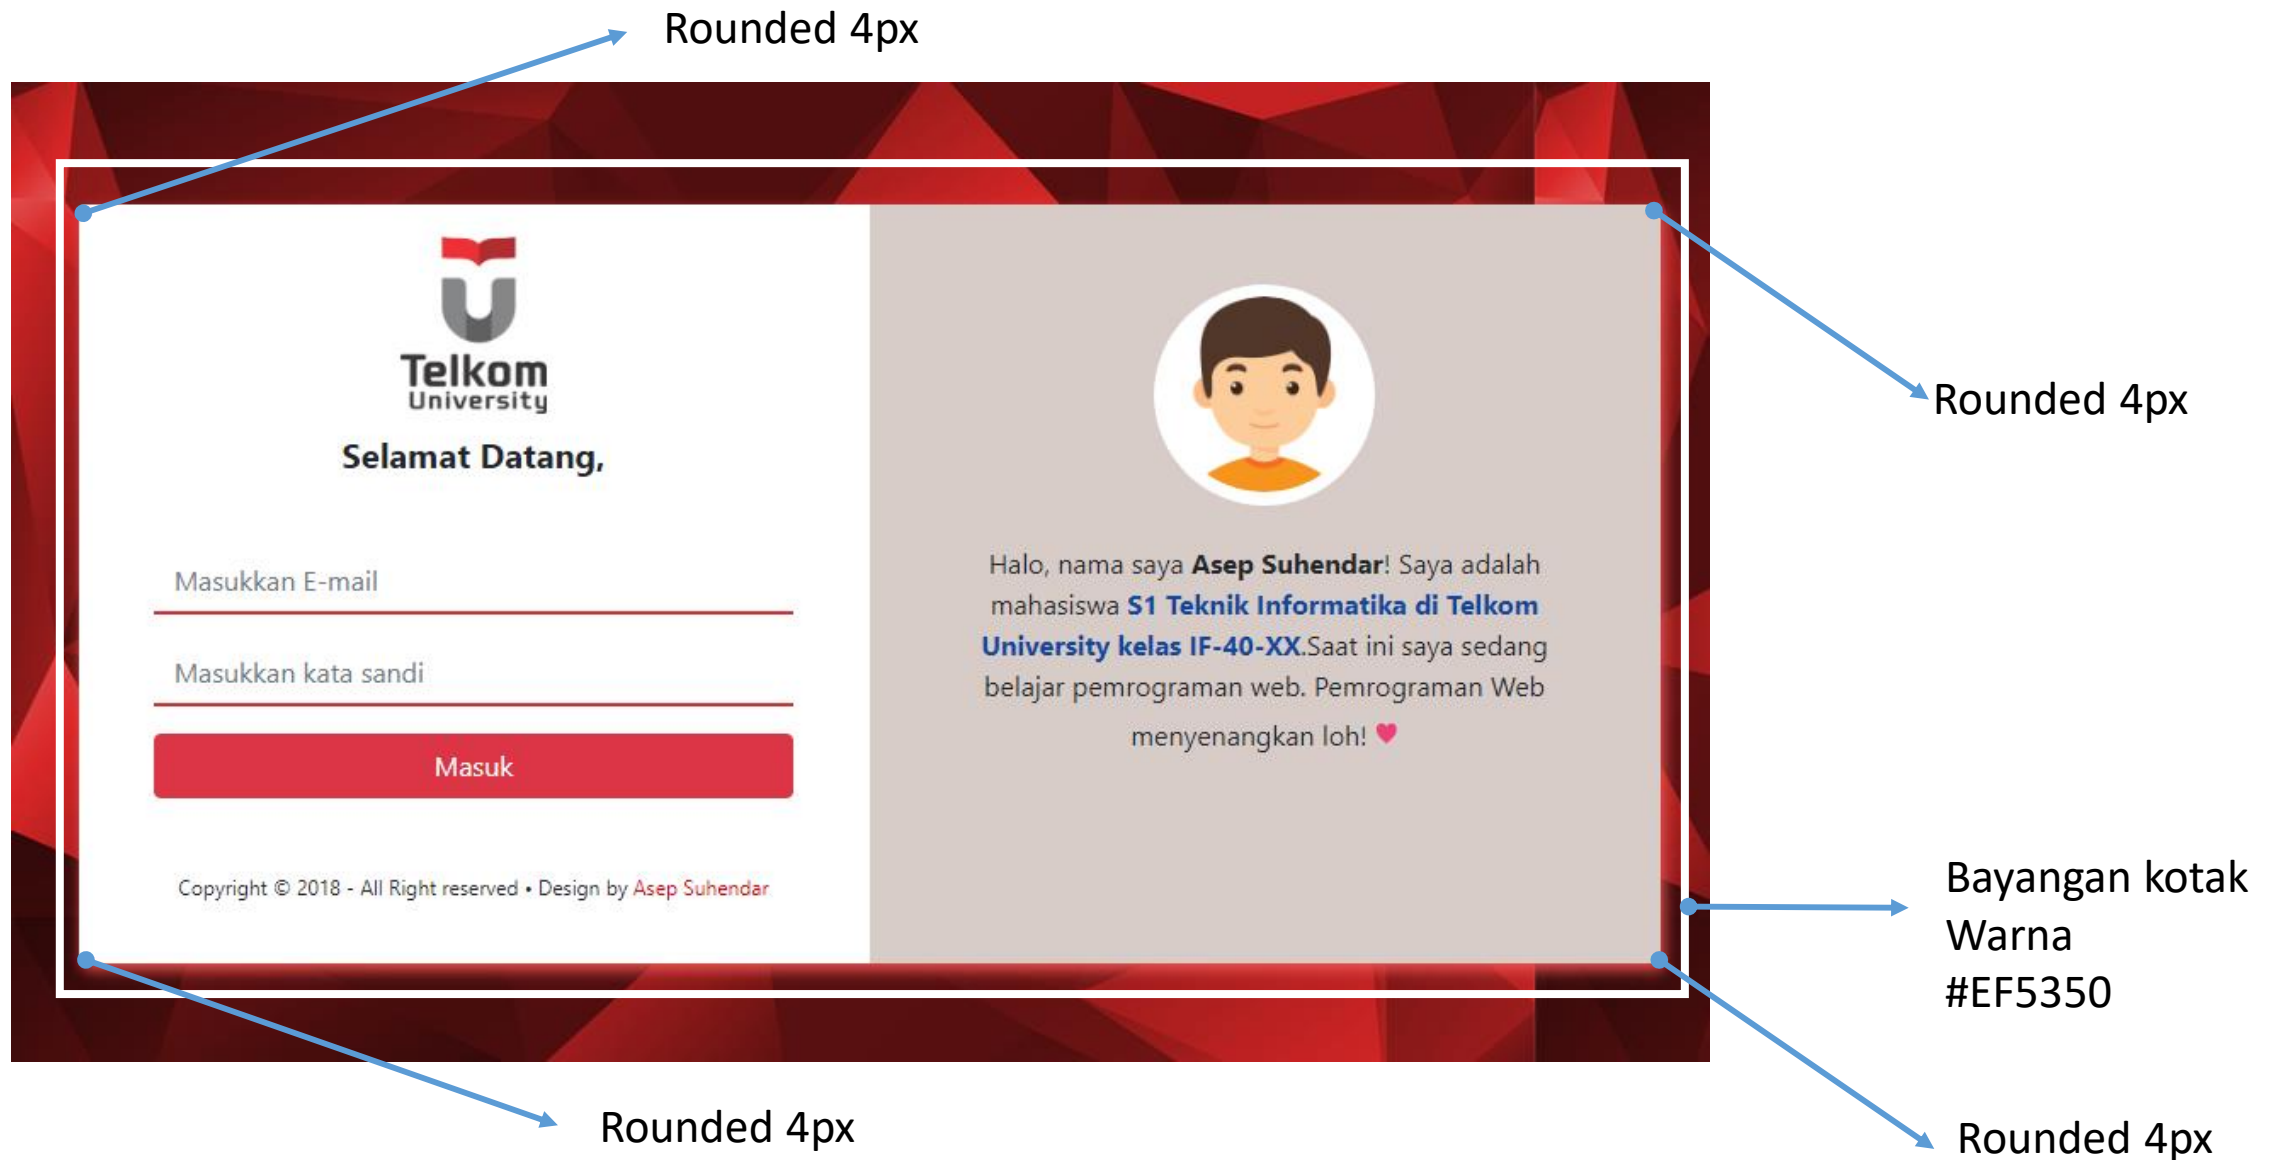 Rounded 4px
Telkom
University
Selamat Datang,
Masukkan E-mail
Masukkan kata sandi
Masuk
Copyright © 2018 - All Right reserved • Design by Asep Suhendar
Halo, nama saya Asep Suhendar! Saya adalah
mahasiswa S1 Teknik Informatika di Telkom
University kelas IF-40-XX.Saat ini saya sedang
belajar pemrograman web. Pemrograman Web
menyenangkan loh!
Rounded 4px
Bayangan kotak
Warna
#EF5350
Rounded 4px
Rounded 4px